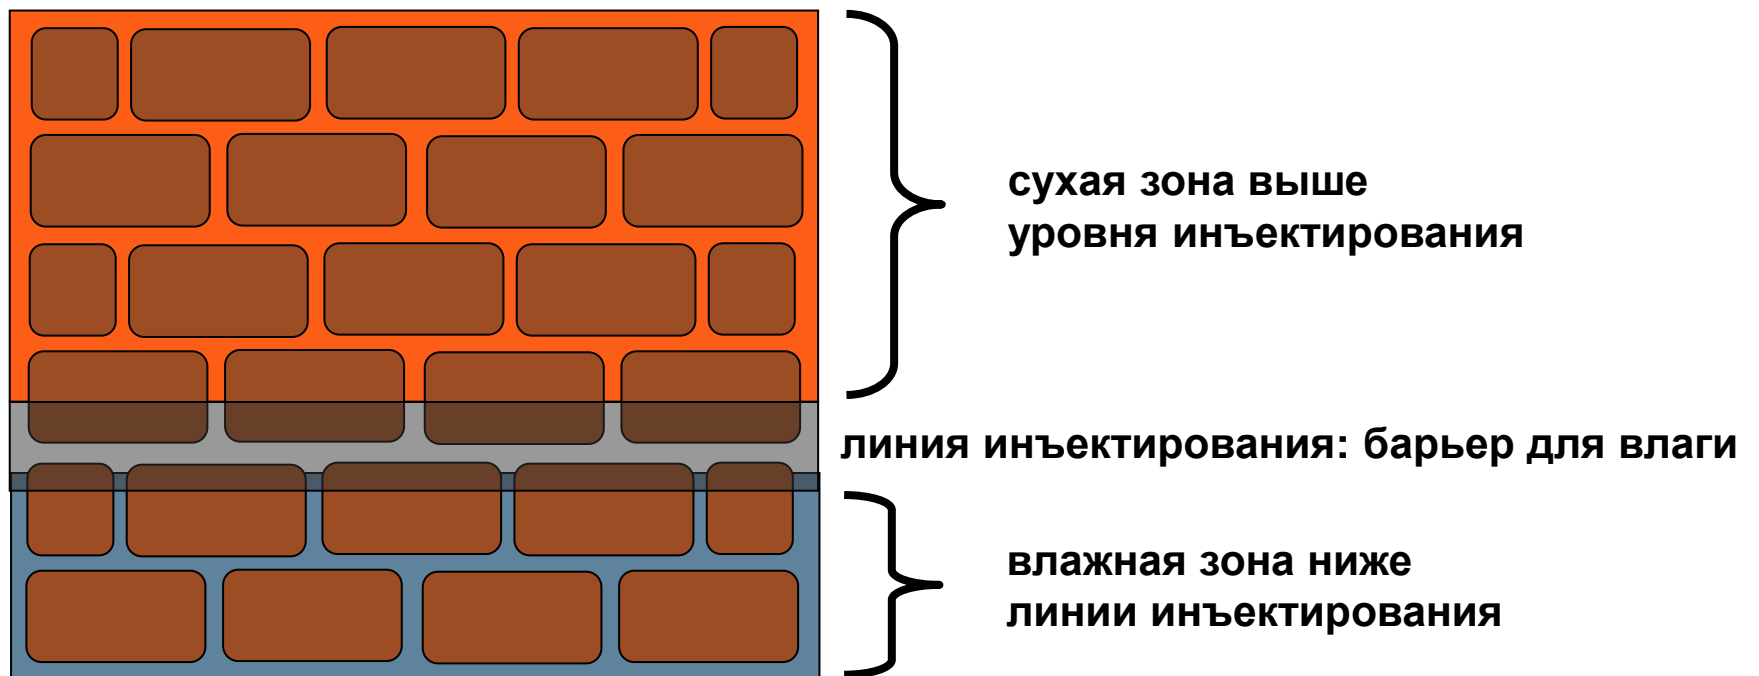 сухая зона выше
уровня инъектирования
линия инъектирования: барьер для влаги
влажная зона ниже
линии инъектирования